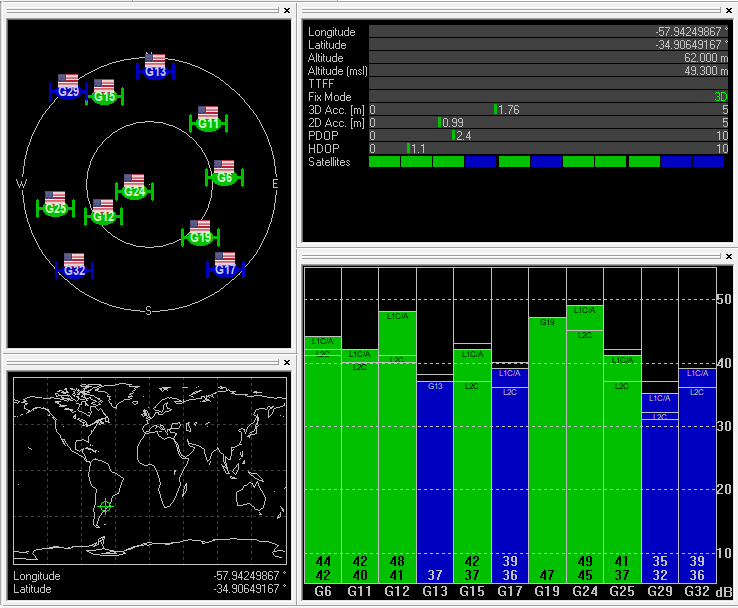 N
G29
G15
G13
G11
G6
W
E
G24
G25
G12
G19
G32
G17
S
Longitude -57.94249867 °
Latitude -34.90649167 °
Longitude -57.94249867 °
Latitude -34.90649167 °
Altitude 62.000 m
Altitude (msl) 49.300 m
TTFF
Fix Mode 3D
3D Acc. [m] 0 1.76 5
2D Acc. [m] 0 0.99 5
PDOP 0 2.4 10
HDOP 0 1.1 10
Satellites
50
40
30
20
10
L1C/A L1C/A L1C/A G13 L1C/A L1C/A G19 L1C/A L1C/A L1C/A L1C/A
L2C L2C L2C L2C L2C L2C L2C L2C L2C
44 42 48 42 39 49 41 35 39
42 40 41 37 37 36 47 45 37 32 36
G6 G11 G12 G13 G15 G17 G19 G24 G25 G29 G32 dB